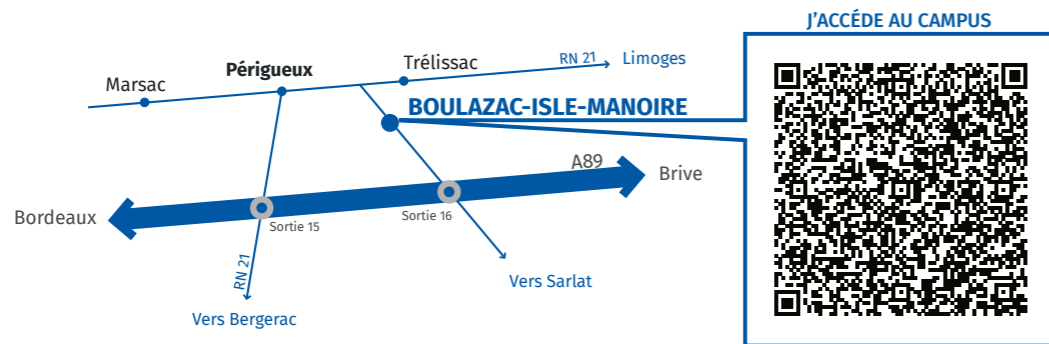 J'ACCÉDE AU CAMPUS
RN 21
Limoges
Trélissac
Périgueux
Marsac
BOULAZAC-ISLE-MANOIRE
A89
Brive
Bordeaux
Sortie 15
Sortie 16
RN 21
Vers Sarlat
Vers Bergerac